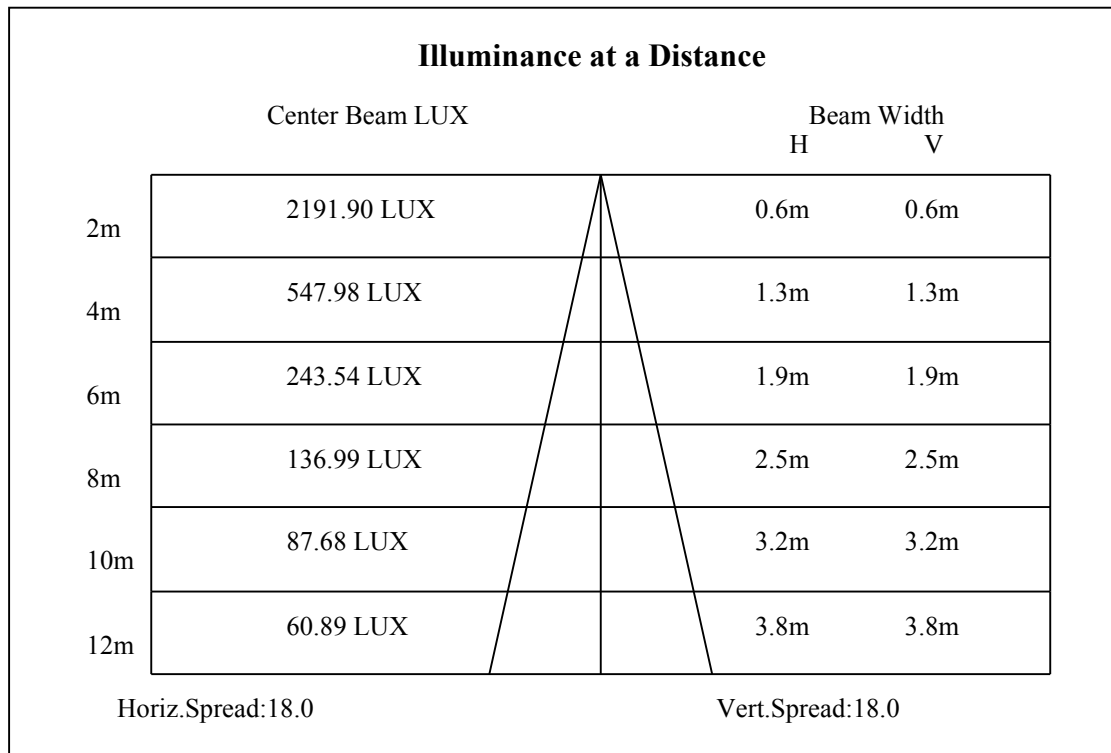 Illuminance at a Distance
Center Beam LUX Beam Width
H V
2m 2191.90 LUX 0.6m 0.6m
4m 547.98 LUX 1.3m 1.3m
6m 243.54 LUX 1.9m 1.9m
8m 136.99 LUX 2.5m 2.5m
10m 87.68 LUX 3.2m 3.2m
12m 60.89 LUX 3.8m 3.8m
Horiz.Spread:18.0 Vert.Spread:18.0